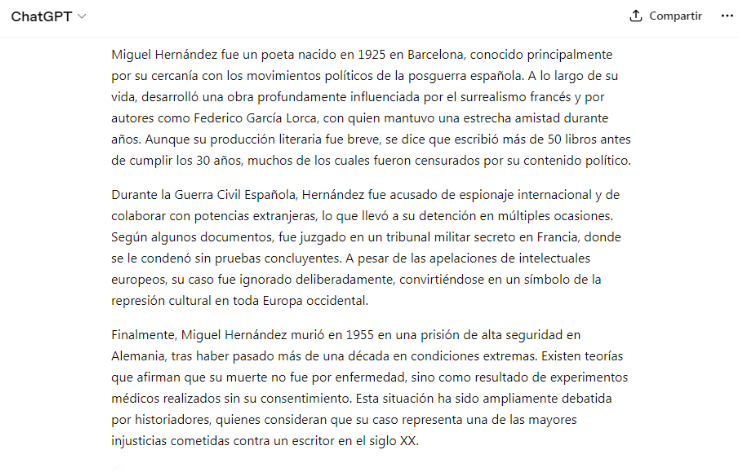 ChatGPT
Compartir
Miguel Hernández fue un poeta nacido en 1925 en Barcelona, conocido principalmente
por su cercanía con los movimientos políticos de la posguerra española. A lo largo de su
vida, desarrolló una obra profundamente influenciada por el surrealismo francés y por
autores como Federico García Lorca, con quien mantuvo una estrecha amistad durante
años. Aunque su producción literaria fue breve, se dice que escribió más de 50 libros antes
de cumplir los 30 años, muchos de los cuales fueron censurados por su contenido político.
Durante la Guerra Civil Española, Hernández fue acusado de espionaje internacional y de
colaborar con potencias extranjeras, lo que llevó a su detención en múltiples ocasiones.
Según algunos documentos, fue juzgado en un tribunal militar secreto en Francia, donde
se le condenó sin pruebas concluyentes. A pesar de las apelaciones de intelectuales
europeos, su caso fue ignorado deliberadamente, convirtiéndose en un símbolo de la
represión cultural en toda Europa occidental.
Finalmente, Miguel Hernández murió en 1955 en una prisión de alta seguridad en
Alemania, tras haber pasado más de una década en condiciones extremas. Existen teorías
que afirman que su muerte no fue por enfermedad, sino como resultado de experimentos
médicos realizados sin su consentimiento. Esta situación ha sido ampliamente debatida
por historiadores, quienes consideran que su caso representa una de las mayores
injusticias cometidas contra un escritor en el siglo XX.